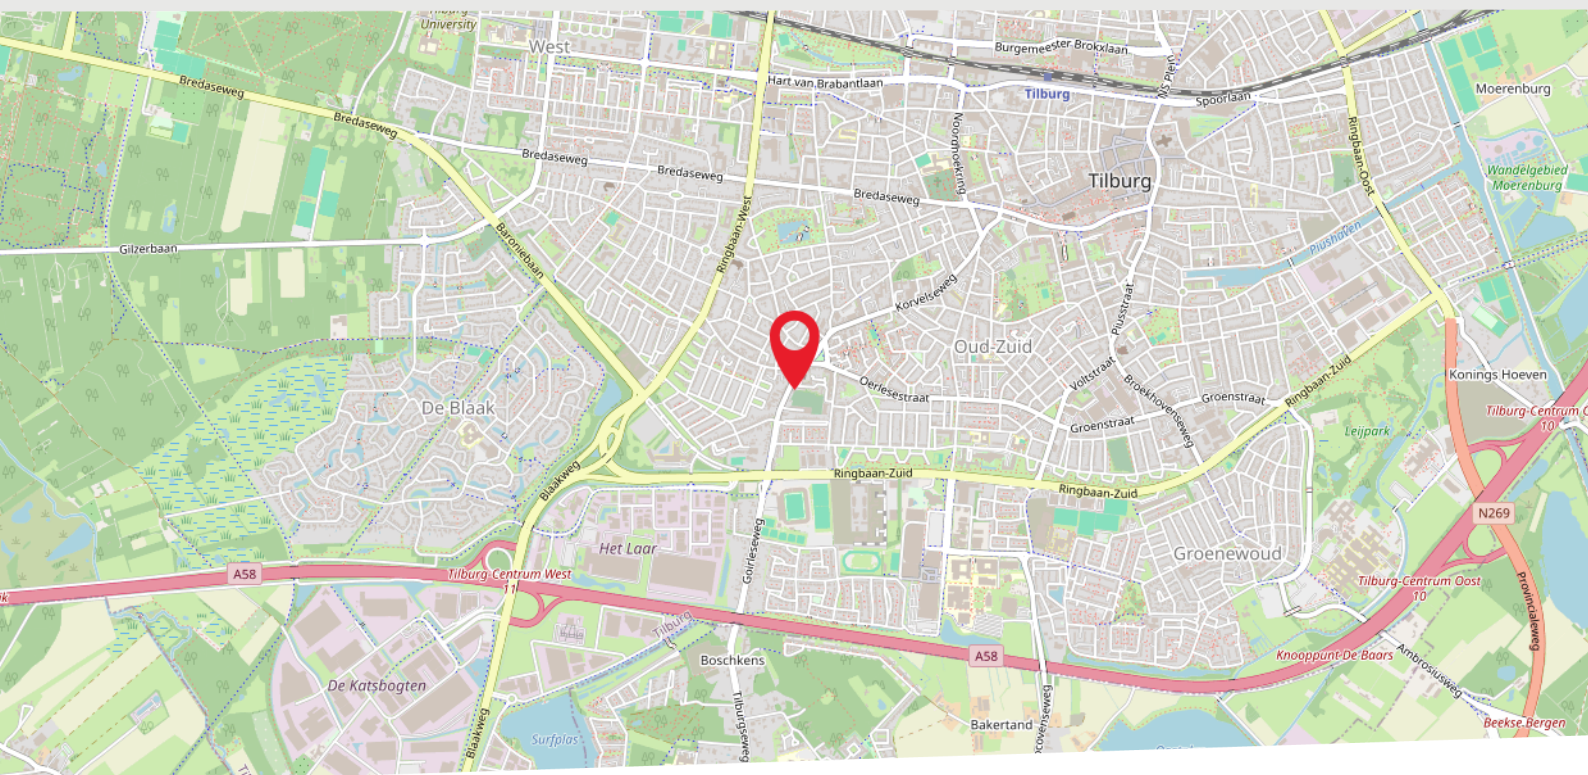 University
West
Burgemeester Brokxlaan
NS Plein
Bredaseweg
Hart van Brabantlaan
Tilburg
Spoorlaan
Moerenburg
Bredaseweg
Noordhoekring
Ringbaan-Oost
Bredaseweg
Bredaseweg
Bredaseweg
Tilburg
Wandelgebied
Moerenburg
Ringbaan-West
Gilzerbaan
Baroniebaan
Piushaven
Korvelseweg
Piusstraat
Oud-Zuid
Konings Hoeven
Voltstraat
Oerlesestraat
Ringbaan-Zuid
De Blaak
Broekhovenseweg
Groenstraat
Groenstraat
Tilburg-Centrum O
10
Leijpark
Blaakweg
Ringbaan-Zuid
Ringbaan-Zuid
N269
Het Laar
Goirleseweg
Groenewoud
A58
Tilburg-Centrum West
11
Tilburg-Centrum Oost
10
Provincialeweg
Tilburg
A58
Boschkens
Knooppunt De Baars
Ambrosiusweg
De Katsbogten
Tilburgseweg
Bakertand
Beekse Bergen
Blaakweg
Surfplas